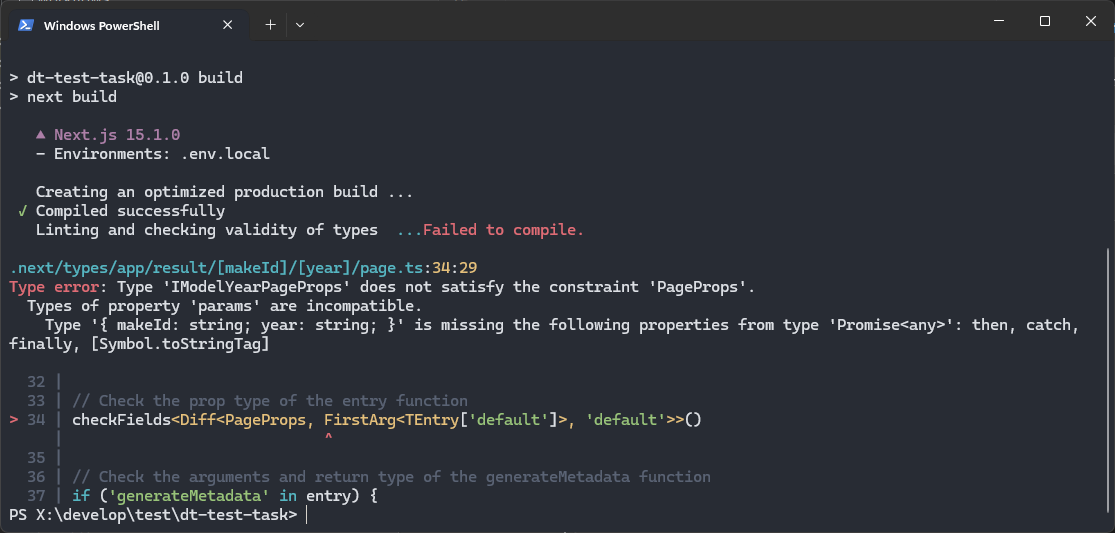 Windows PowerShell
> dt-test-task@0.1.0 build
> next build
▲ Next.js 15.1.0
- Environments: .env.local
Creating an optimized production build ...
✓ Compiled successfully
Linting and checking validity of types  ...Failed to compile.
.next/types/app/result/[makeId]/[year]/page.ts:34:29
Type error: Type 'IModelYearPageProps' does not satisfy the constraint 'PageProps'.
Types of property 'params' are incompatible.
Type '{ makeId: string; year: string; }' is missing the following properties from type 'Promise<any>': then, catch,
finally, [Symbol.toStringTag]
32 |
33 | // Check the prop type of the entry function
> 34 | checkFields<Diff<PageProps, FirstArg<TEntry['default']>, 'default'>>()
| ^
35 |
36 | // Check the arguments and return type of the generateMetadata function
37 | if ('generateMetadata' in entry) {
PS X:\develop\test\dt-test-task>